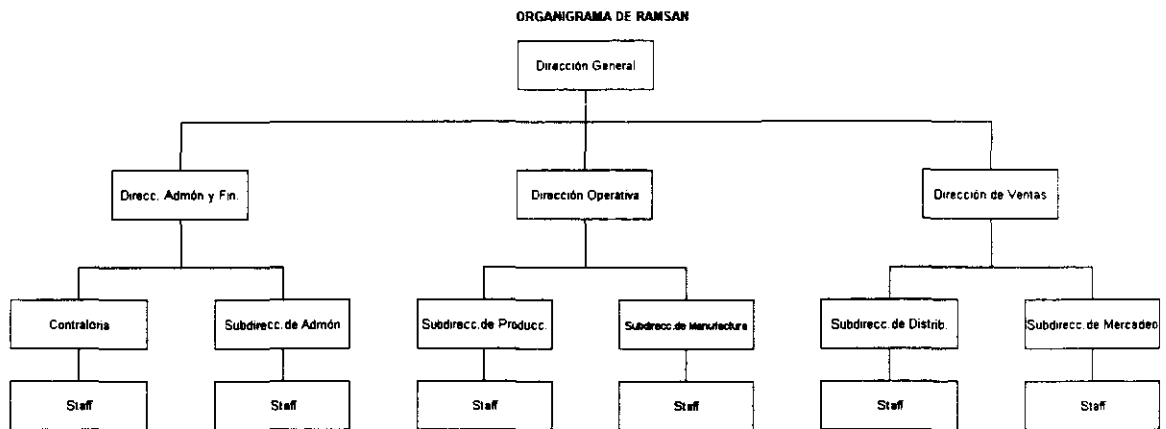 ORGANIGRAMA DE RAMSAN
Dirección General
Direcc. Admón y Fin.
Dirección Operativa
Dirección de Ventas
Contraloria
Subdirecc. de Admón
Subdirecc. de Producc.
Subdirecc. de Manufactura
Subdirecc. de Distrib.
Subdirecc. de Mercadeo
Staff
Staff
Staff
Staff
Staff
Staff